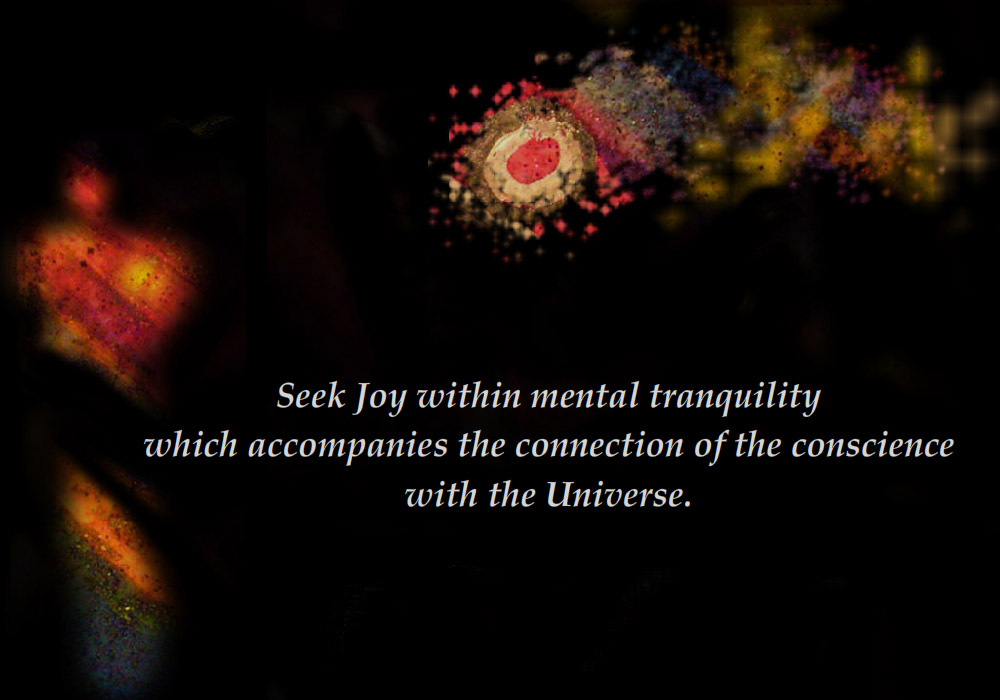 Seek Joy within mental tranquility
which accompanies the connection of the conscience
with the Universe.